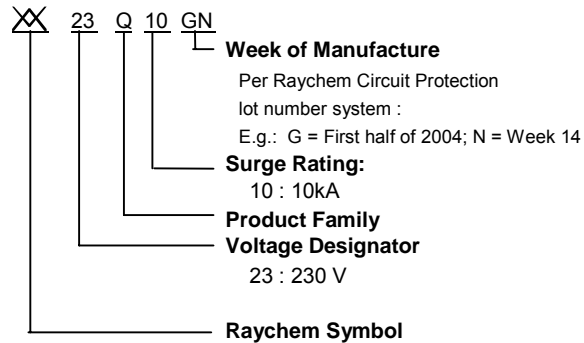 23 Q 10 GN
Week of Manufacture
Per Raychem Circuit Protection
lot number system :
E.g.: G = First half of 2004; N = Week 14
Surge Rating:
10 : 10kA
Product Family
Voltage Designator
23 : 230 V
Raychem Symbol